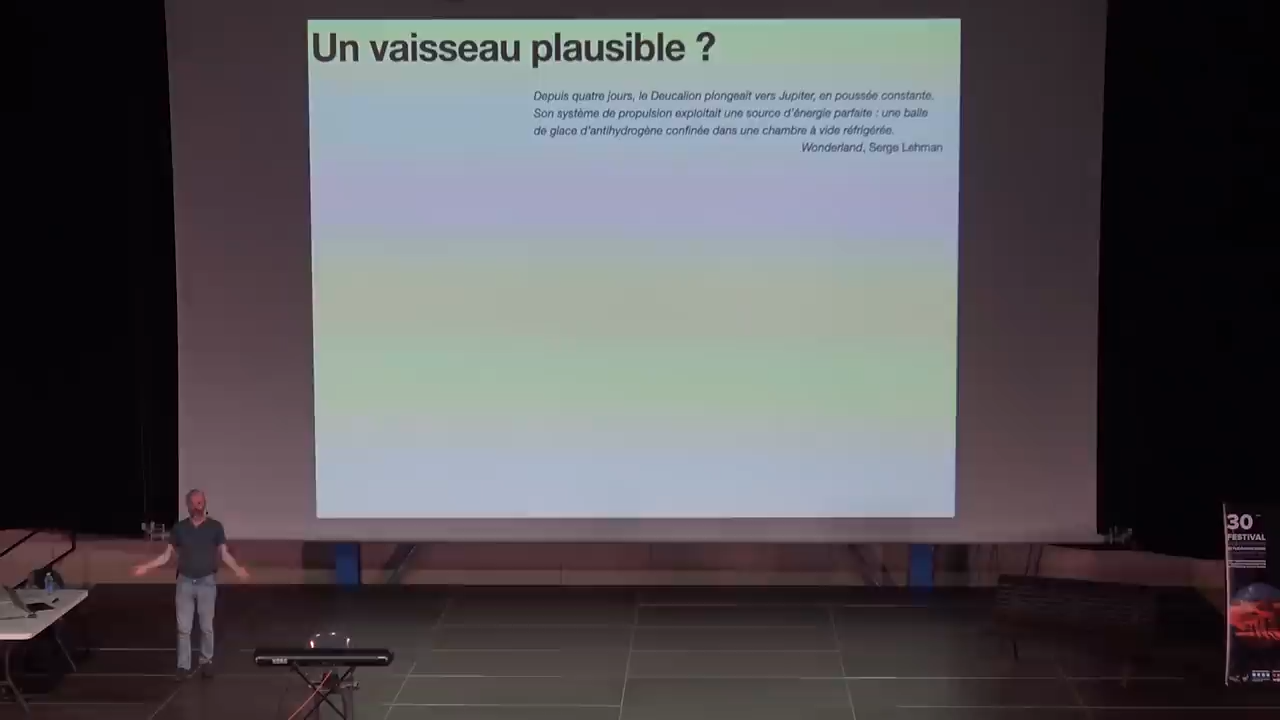 Un vaisseau plausible ?
Depuis quatre jours, le Deucalion plongeait vers Jupiter, en poussée constante.
Son système de propulsion exploitait une source d'énergie parfaite : une balle
de glace d'antihydrogène confinée dans une chambre à vide réfrigérée.
Wonderland, Serge Lehman
30
FESTIVAL